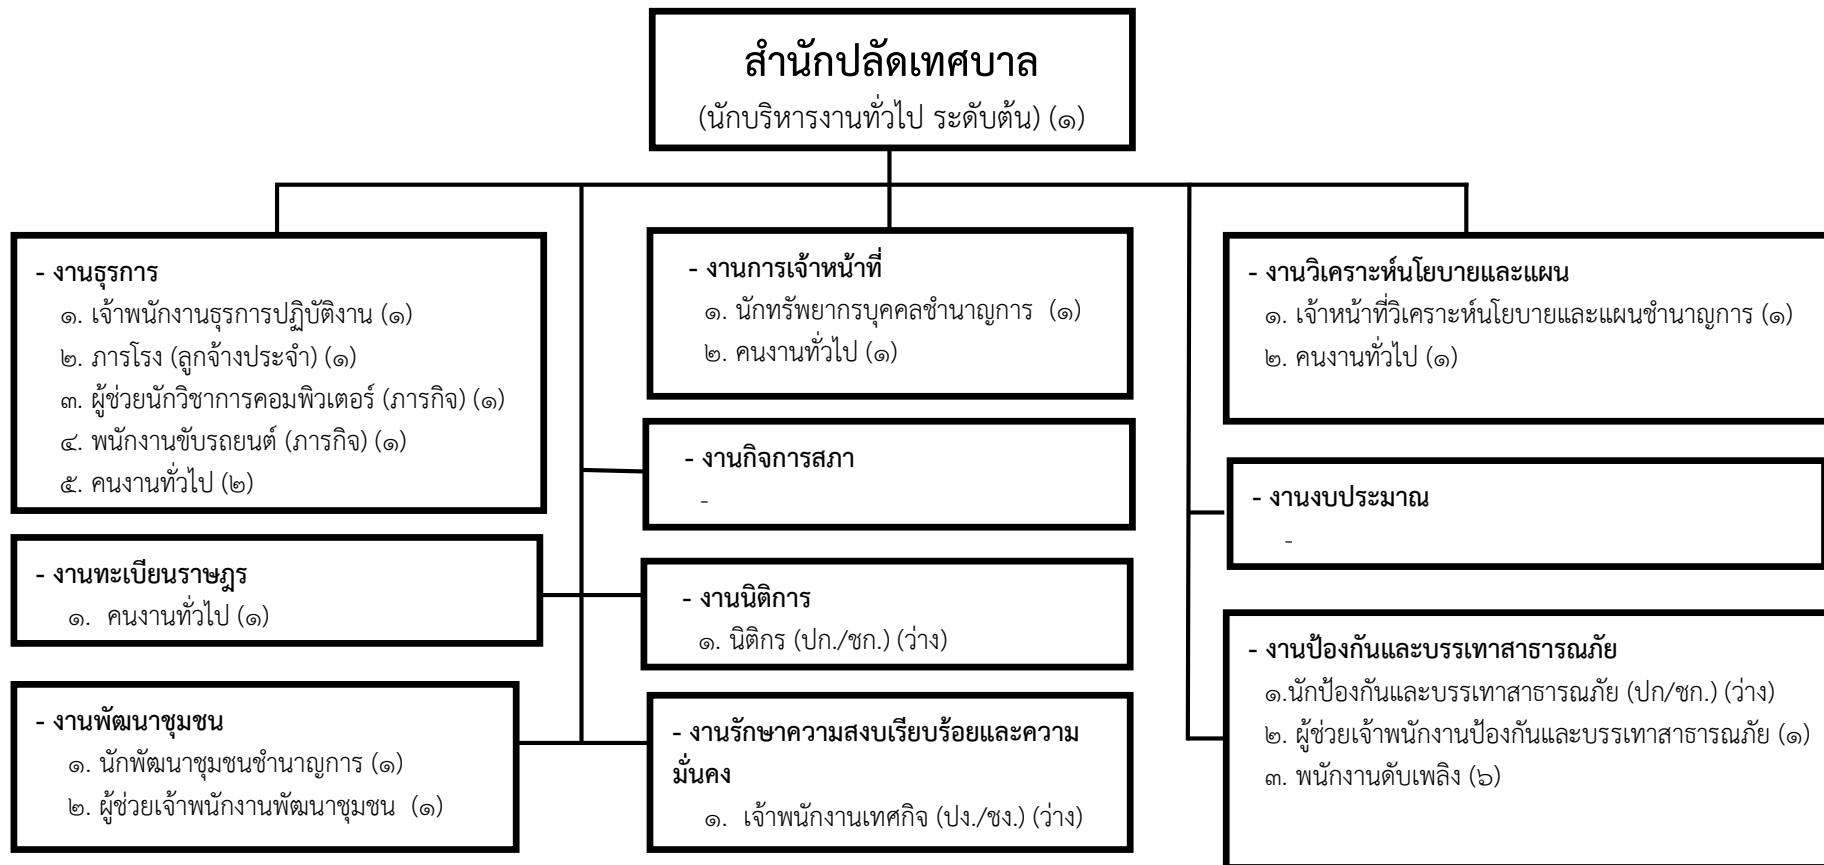 สำนักปลัดเทศบาล
(นักบริหารงานทั่วไป ระดับต้น) (๑)
- งานธุรการ
๑. เจ้าพนักงานธุรการปฏิบัติงาน (๑)
๒. ภารโรง (ลูกจ้างประจำ) (๑)
๓. ผู้ช่วยนักวิชาการคอมพิวเตอร์ (ภารกิจ) (๑)
๔. พนักงานขับรถยนต์ (ภารกิจ) (๑)
๕. คนงานทั่วไป (๒)
- งานทะเบียนราษฎร
๑. คนงานทั่วไป (๑)
- งานพัฒนาชุมชน
๑. นักพัฒนาชุมชนชำนาญการ (๑)
๒. ผู้ช่วยเจ้าพนักงานพัฒนาชุมชน (๑)
- งานการเจ้าหน้าที่
๑. นักทรัพยากรบุคคลชำนาญการ (๑)
๒. คนงานทั่วไป (๑)
- งานกิจการสภา
-
- งานนิติการ
๑. นิติกร (ปก./ชก.) (ว่าง)
- งานรักษาความสงบเรียบร้อยและความ
มั่นคง
๑. เจ้าพนักงานเทศกิจ (ปง./ชง.) (ว่าง)
- งานวิเคราะห์นโยบายและแผน
๑. เจ้าหน้าที่วิเคราะห์นโยบายและแผนชำนาญการ (๑)
๒. คนงานทั่วไป (๑)
- งานงบประมาณ
-
- งานป้องกันและบรรเทาสาธารณภัย
๑.นักป้องกันและบรรเทาสาธารณภัย (ปก/ชก.) (ว่าง)
๒. ผู้ช่วยเจ้าพนักงานป้องกันและบรรเทาสาธารณภัย (๑)
๓. พนักงานดับเพลิง (๖)